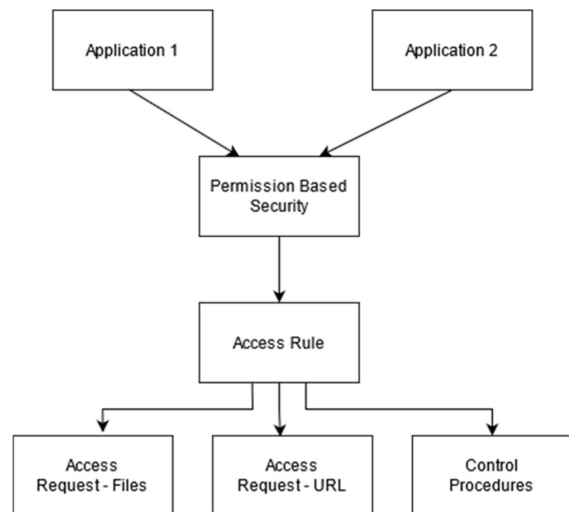 Application 1
Application 2
Permission Based
Security
Access Rule
Access
Request - Files
Access
Request - URL
Control
Procedures